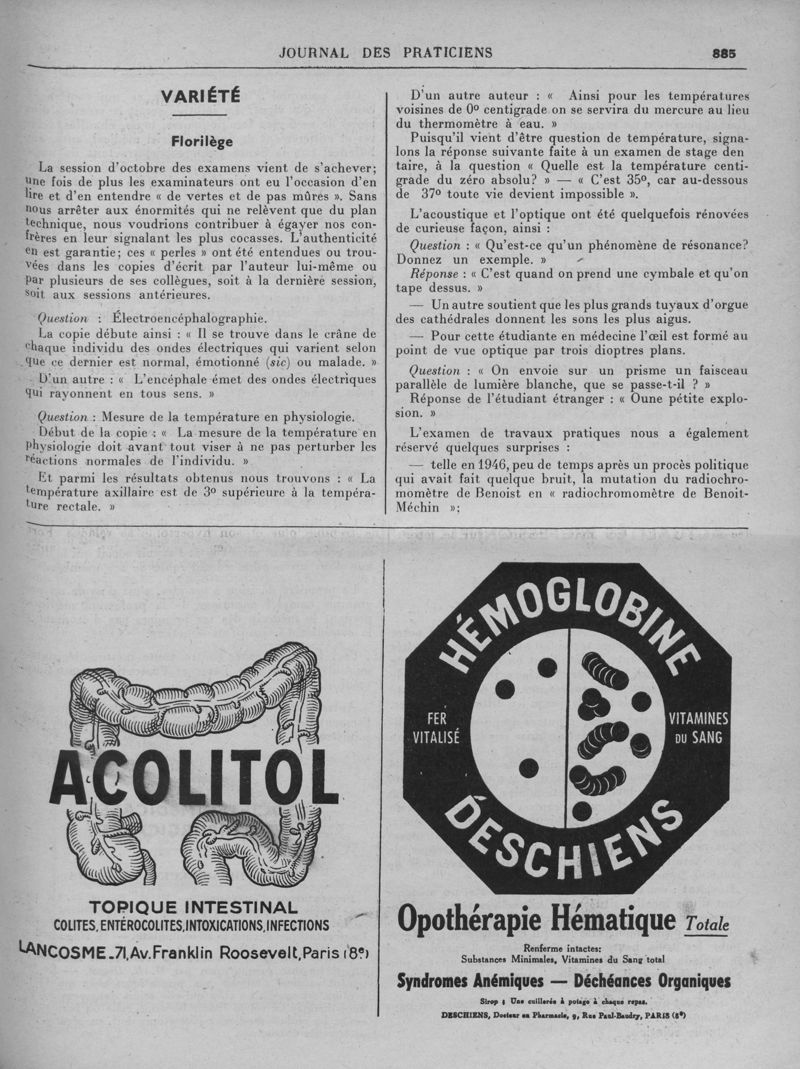 JOURNAL DES PRATICIENS
885
VARIÉTÉ
Florilège
La session d'octobre des examens vient de s'achever;
une fois de plus les examinateurs ont eu l'occasion d'en
lire et d'en entendre « de vertes et de pas mûres ». Sans
nous arrêter aux énormités qui ne relèvent que du plan
technique, nous voudrions contribuer à égayer nos con-
frères en leur signalant les plus cocasses. L'authenticité
en est garantie; ces « perles » ont été entendues ou trou-
vées dans les copies d'écrit par l'auteur lui-même ou
par plusieurs de ses collègues, soit à la dernière session,
soit aux sessions antérieures.
Question : Électroencéphalographie.
La copie débute ainsi : « Il se trouve dans le crâne de
chaque individu des ondes électriques qui varient selon
que ce dernier est normal, émotionné (sic) ou malade. »
D'un autre : « L'encéphale émet des ondes électriques
qui rayonnent en tous sens. »
Question : Mesure de la température en physiologie.
Début de la copie : « La mesure de la température en
physiologie doit avant tout viser à ne pas perturber les
réactions normales de l'individu. »
Et parmi les résultats obtenus nous trouvons : « La
température axillaire est de 3º supérieure à la tempéra-
ture rectale. »
D'un autre auteur : « Ainsi pour les températures
voisines de 0º centigrade on se servira du mercure au lieu
du thermomètre à eau. »
Puisqu'il vient d'être question de température, signa-
lons la réponse suivante faite à un examen de stage den
taire, à la question « Quelle est la température centi-
grade du zéro absolu? » — « C'est 35º, car au-dessous
de 37º toute vie devient impossible ».
L'acoustique et l'optique ont été quelquefois rénovées
de curieuse façon, ainsi :
Question : « Qu'est-ce qu'un phénomène de résonance?
Donnez un exemple. »
Réponse : « C'est quand on prend une cymbale et qu'on
tape dessus. »
— Un autre soutient que les plus grands tuyaux d'orgue
des cathédrales donnent les sons les plus aigus.
— Pour cette étudiante en médecine l'œil est formé au
point de vue optique par trois dioptres plans.
Question : « On envoie sur un prisme un faisceau
parallèle de lumière blanche, que se passe-t-il ? »
Réponse de l'étudiant étranger : « Oune pétite explo-
sion. »
L'examen de travaux pratiques nous a également
réservé quelques surprises :
— telle en 1946, peu de temps après un procès politique
qui avait fait quelque bruit, la mutation du radiochro-
momètre de Benoist en « radiochromomètre de Benoit-
Méchin »;
ACOLITOL
TOPIQUE INTESTINAL
COLITES, ENTÉROCOLITES, INTOXICATIONS, INFECTIONS
LANCOSME_71, Av. Franklin Roosevelt, Paris (8e)
HÉMOGLOBINE
FER
VITALISÉ
VITAMINES
DU SANG
DESCHIENS
Opothérapie Hématique Totale
Renferme intactes:
Substances Minimales, Vitamines du Sang total
Syndromes Anémiques — Déchéances Organiques
Sirop : Une cuillerée à potage à chaque repas.
DESCHIENS, Docteur en Pharmacie, 9, Rue Paul-Baudry, PARIS (8e)